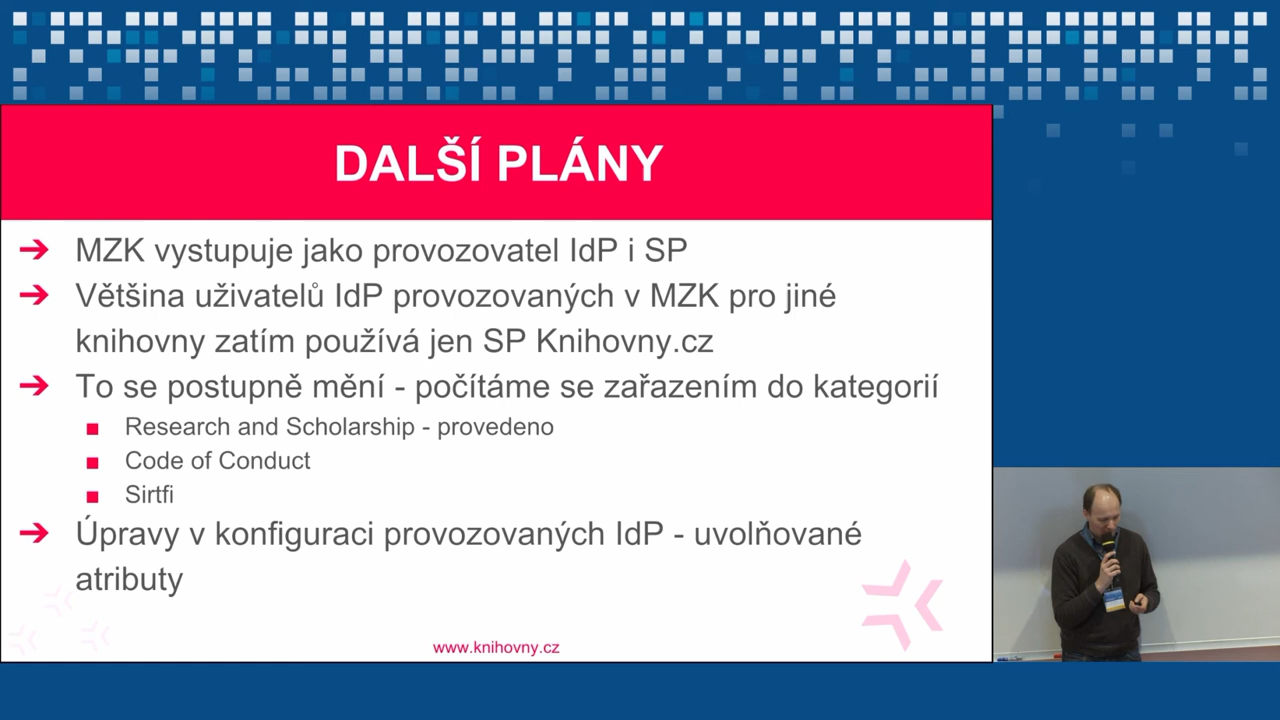 DALŠÍ PLÁNY
➔ MZK vystupuje jako provozovatel IdP i SP
➔ Většina uživatelů IdP provozovaných v MZK pro jiné
knihovny zatím používá jen SP Knihovny.cz
➔ To se postupně mění - počítáme se zařazením do kategorií
■ Research and Scholarship - provedeno
■ Code of Conduct
■ Sirtfi
➔ Úpravy v konfiguraci provozovaných IdP - uvolňované
atributy
www.knihovny.cz